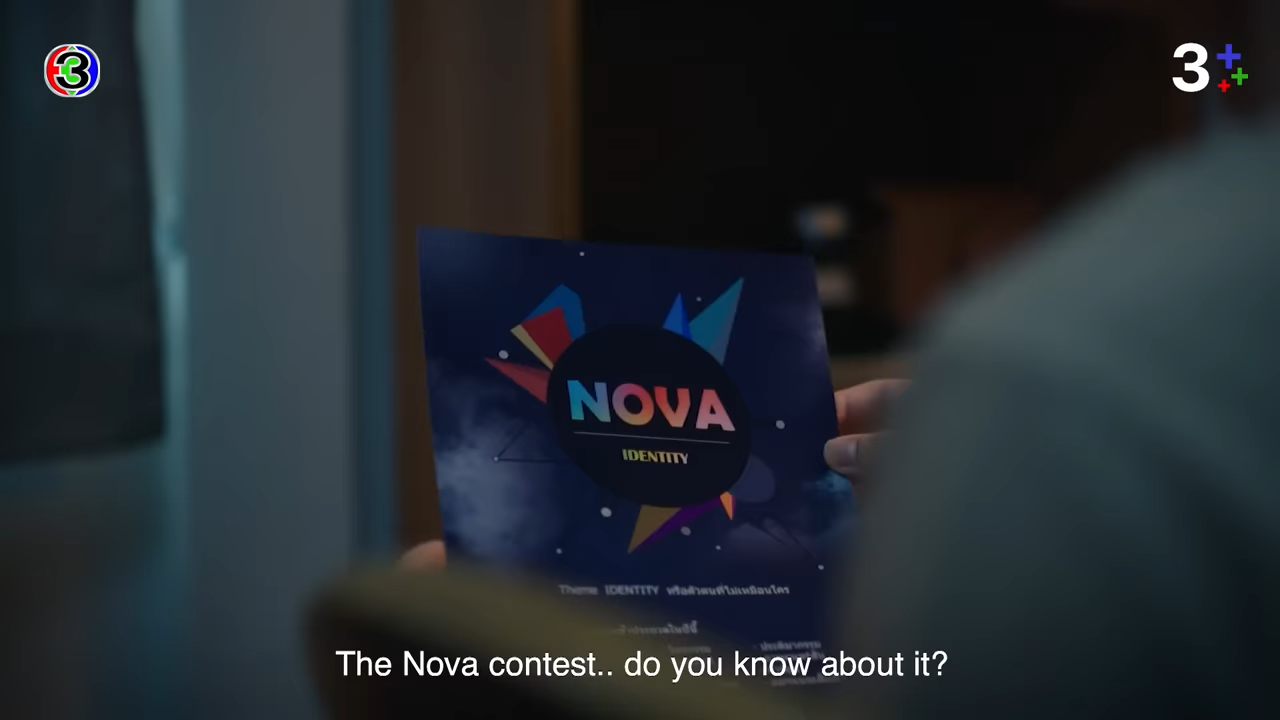 3
3
NOVA
IDENTITY
Theme IDENTITY หรือตัวตนที่ไม่เหมือนใคร
The Nova contest.. do you know about it?